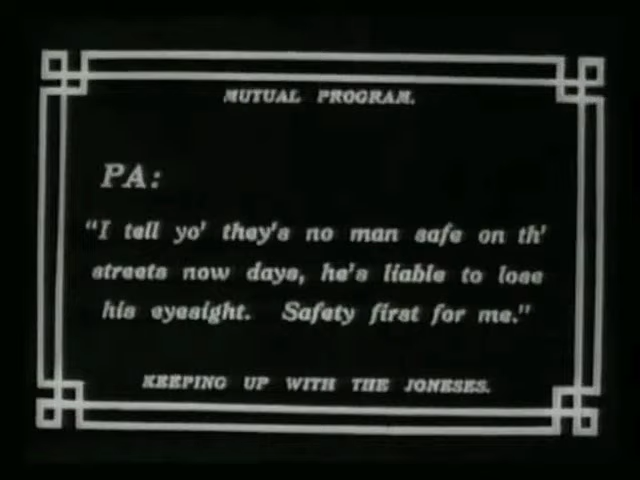 MUTUAL PROGRAM.
PA:
"I tell yo' they's no man safe on th'
streets now days, he's liable to lose
his eyesight. Safety first for me."
KEEPING UP WITH THE JONESES.